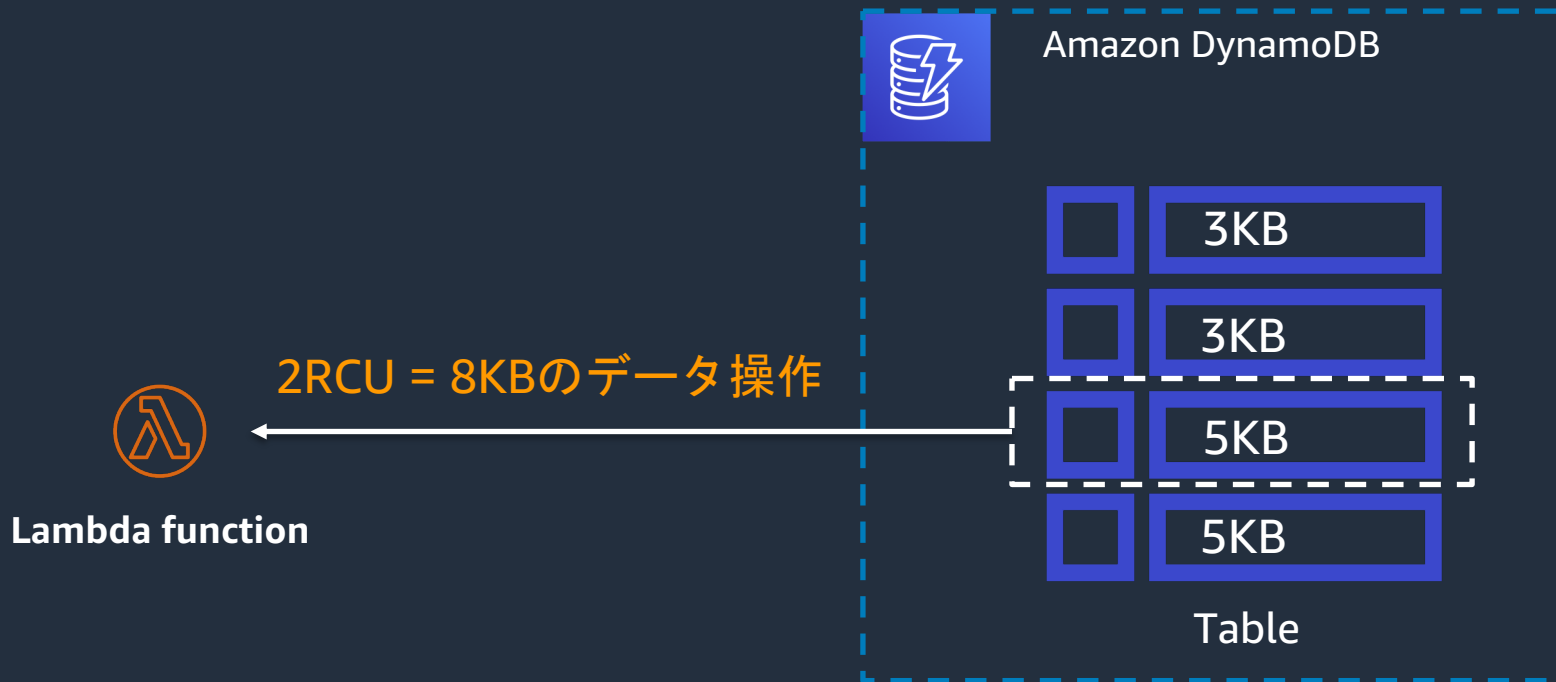 Amazon DynamoDB
3KB
3KB
2RCU = 8KBのデータ操作
5KB
Lambda function
5KB
Table